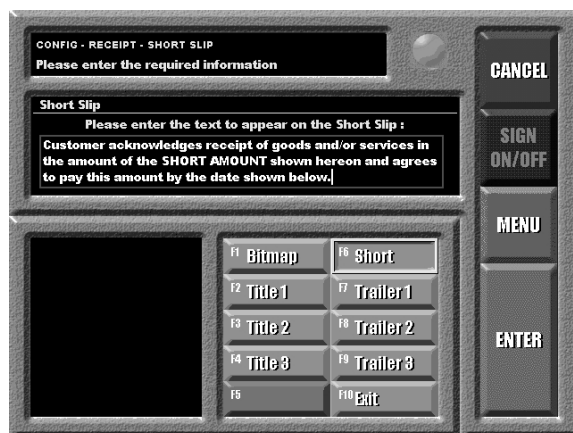 CONFIG - RECEIPT - SHORT SLIP
Please enter the required information
CANCEL
Short Slip
Please enter the text to appear on the Short Slip :
Customer acknowledges receipt of goods and/or services in
the amount of the SHORT AMOUNT shown hereon and agrees
to pay this amount by the date shown below.
SIGN
ON/OFF
MENU
F1 Bitmap
F6 Short
F2 Title 1
F7 Trailer 1
F3 Title 2
F8 Trailer 2
F4 Title 3
F9 Trailer 3
F5
F10 Exit
ENTER